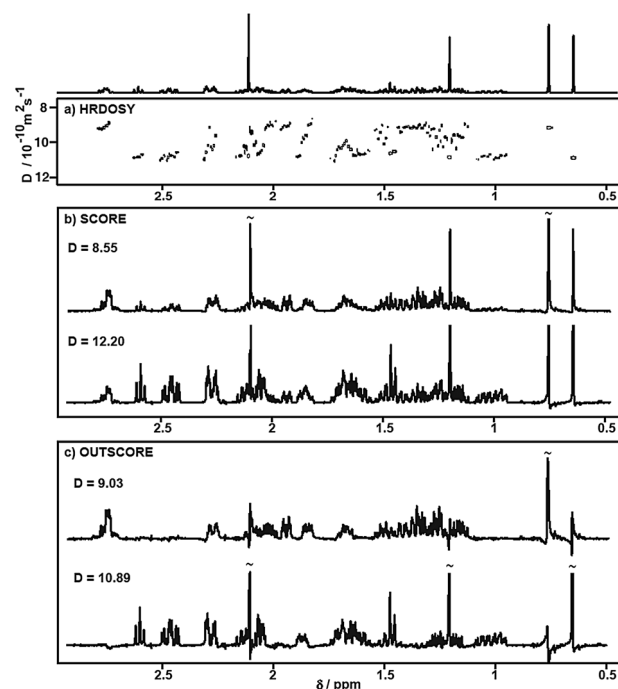 a) HRDOSY
D / 10⁻¹⁰m²s⁻¹
8
10
12
2.5 2 1.5 1 0.5
b) SCORE
~ ~
D = 8.55
D = 12.20
2.5 2 1.5 1 0.5
c) OUTSCORE
~
D = 9.03
~ ~ ~
D = 10.89
2.5 2 1.5 1 0.5
δ / ppm